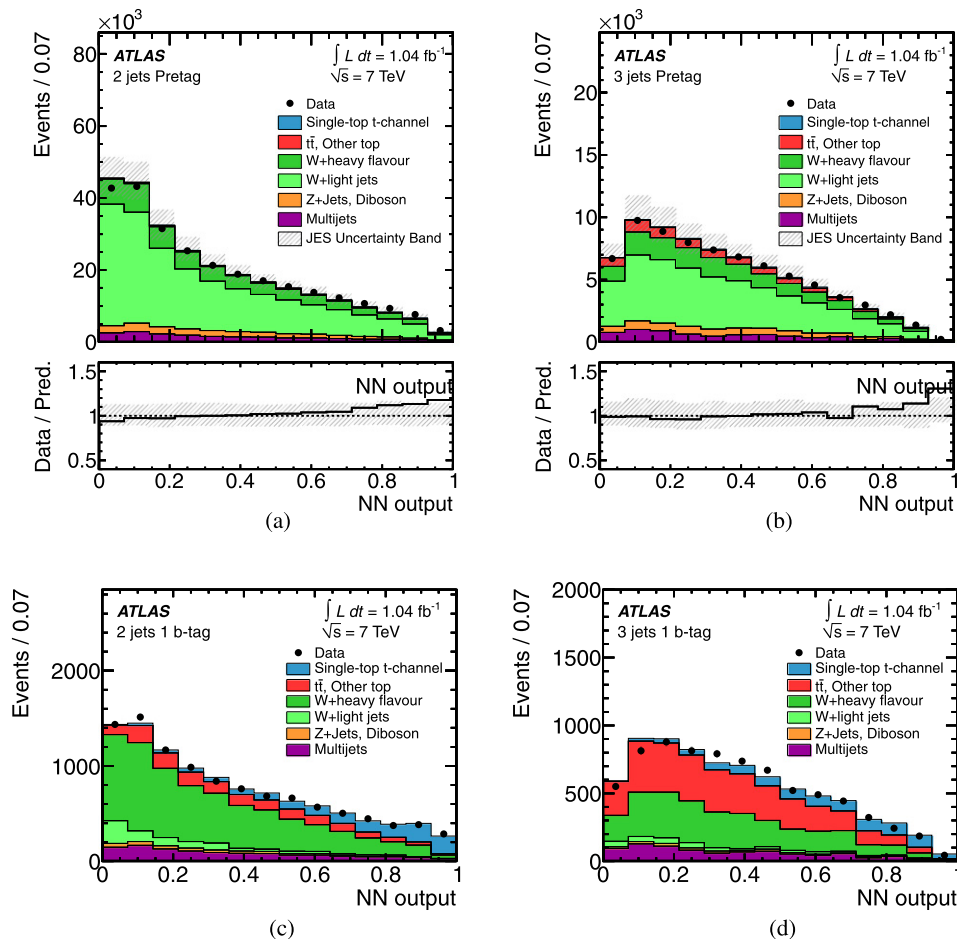 ×10³
ATLAS ∫ L dt = 1.04 fb⁻¹
2 jets Pretag √s = 7 TeV
Data
Single-top t-channel
tt̄, Other top
W+heavy flavour
W+light jets
Z+Jets, Diboson
Multijets
JES Uncertainty Band
Events / 0.07
80
60
40
20
0
NN output
Data / Pred.
1.5
1
0.5
0 0.2 0.4 0.6 0.8 1
NN output
(a)
×10³
ATLAS ∫ L dt = 1.04 fb⁻¹
3 jets Pretag √s = 7 TeV
Data
Single-top t-channel
tt̄, Other top
W+heavy flavour
W+light jets
Z+Jets, Diboson
Multijets
JES Uncertainty Band
Events / 0.07
20
15
10
5
0
NN output
Data / Pred.
1.5
1
0.5
0 0.2 0.4 0.6 0.8 1
NN output
(b)
ATLAS ∫ L dt = 1.04 fb⁻¹
2 jets 1 b-tag √s = 7 TeV
Data
Single-top t-channel
tt̄, Other top
W+heavy flavour
W+light jets
Z+Jets, Diboson
Multijets
Events / 0.07
2000
1000
0
0 0.2 0.4 0.6 0.8 1
NN output
(c)
ATLAS ∫ L dt = 1.04 fb⁻¹
3 jets 1 b-tag √s = 7 TeV
Data
Single-top t-channel
tt̄, Other top
W+heavy flavour
W+light jets
Z+Jets, Diboson
Multijets
Events / 0.07
2000
1500
1000
500
0
0 0.2 0.4 0.6 0.8 1
NN output
(d)